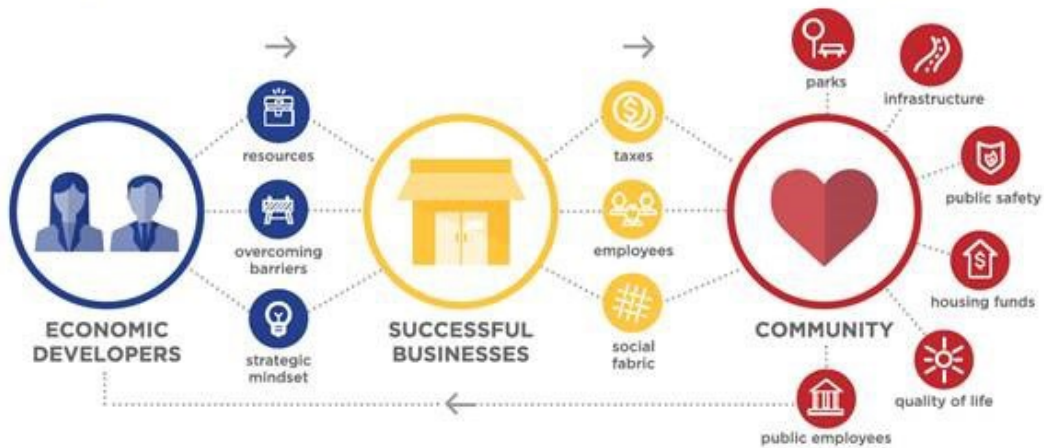 parks
infrastructure
resources
taxes
public safety
overcoming
barriers
employees
housing funds
ECONOMIC
DEVELOPERS
strategic
mindset
SUCCESSFUL
BUSINESSES
social
fabric
COMMUNITY
quality of life
public employees